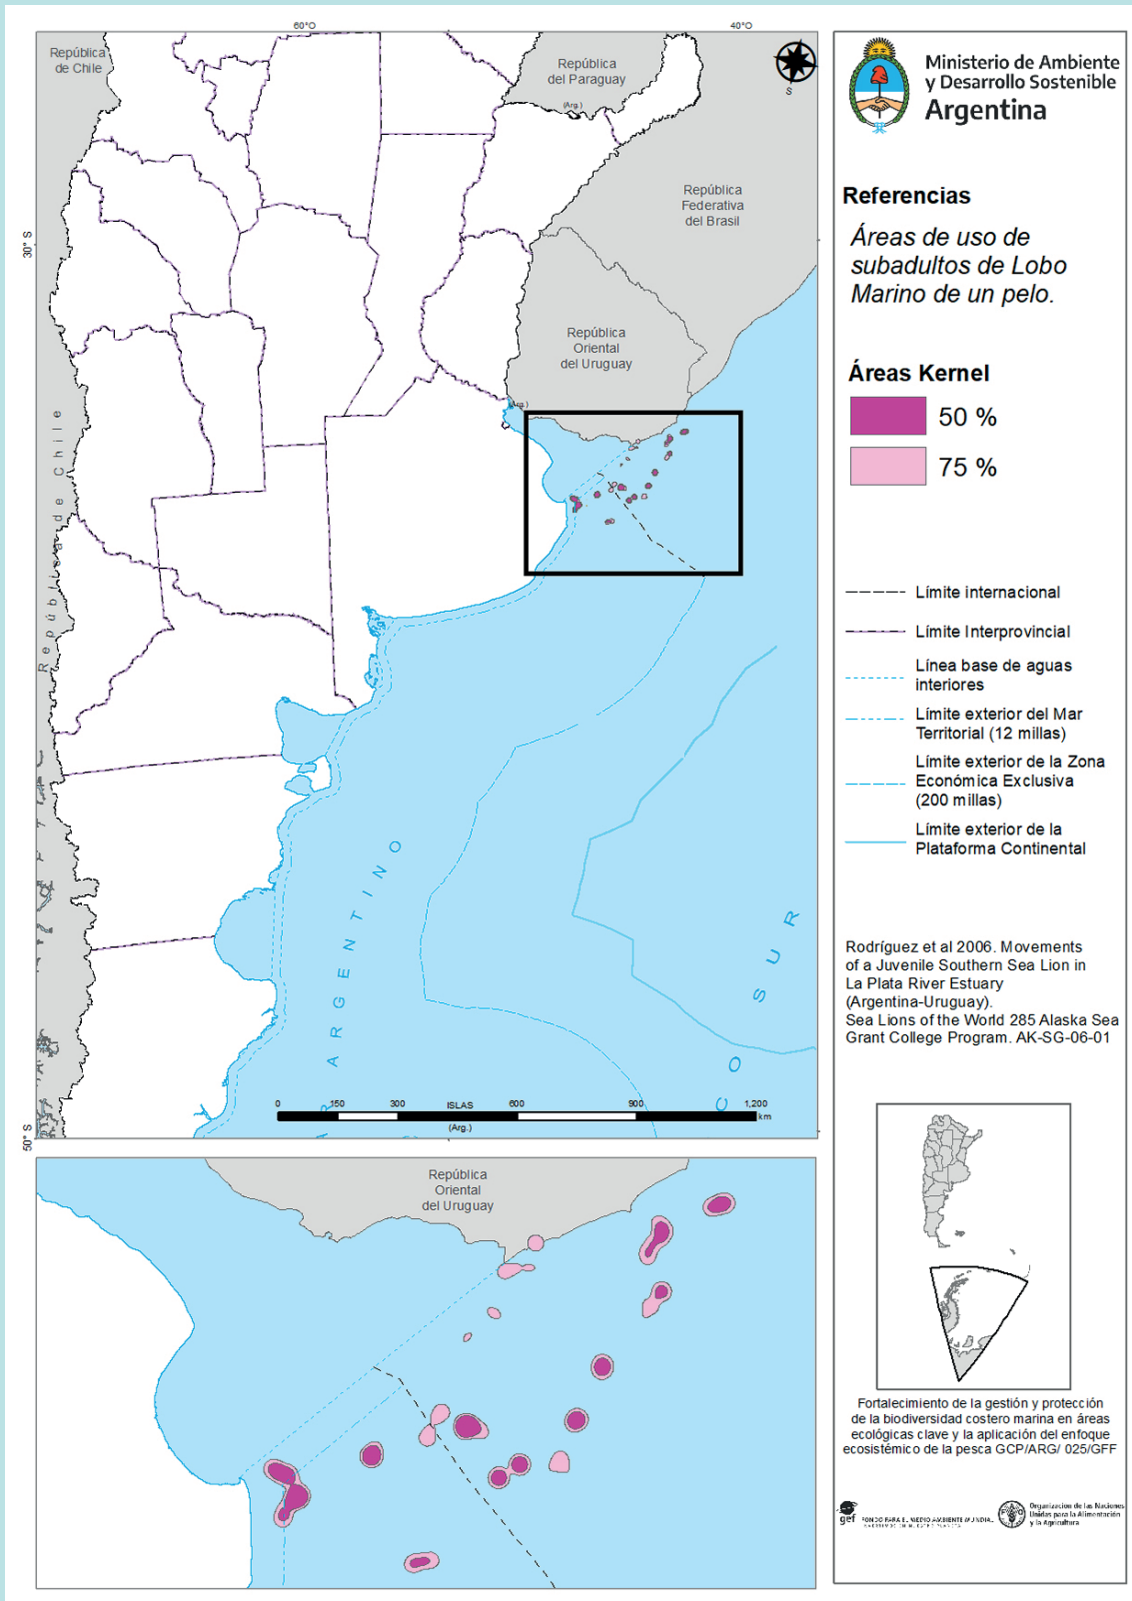 60°O
40°O
República
de Chile
República
del Paraguay
(Arg.)
S
República
Federativa
del Brasil
30° S
República
Oriental
del Uruguay
(Arg.)
República de Chile
ARGENTINO
SUR
CO
50° S
0 150 300 ISLAS 600 900 1,200
km
(Arg.)
República
Oriental
del Uruguay
Ministerio de Ambiente
y Desarrollo Sostenible
Argentina
Referencias
Áreas de uso de
subadultos de Lobo
Marino de un pelo.
Áreas Kernel
50 %
75 %
Límite internacional
Límite Interprovincial
Línea base de aguas
interiores
Límite exterior del Mar
Territorial (12 millas)
Límite exterior de la Zona
Económica Exclusiva
(200 millas)
Límite exterior de la
Plataforma Continental
Rodríguez et al 2006. Movements
of a Juvenile Southern Sea Lion in
La Plata River Estuary
(Argentina-Uruguay).
Sea Lions of the World 285 Alaska Sea
Grant College Program. AK-SG-06-01
Fortalecimiento de la gestión y protección
de la biodiversidad costero marina en áreas
ecológicas clave y la aplicación del enfoque
ecosistémico de la pesca GCP/ARG/ 025/GFF
gef
FONDO PARA EL MEDIO AMBIENTE MUNDIAL
Organización de las Naciones
Unidas para la Alimentación
y la Agricultura